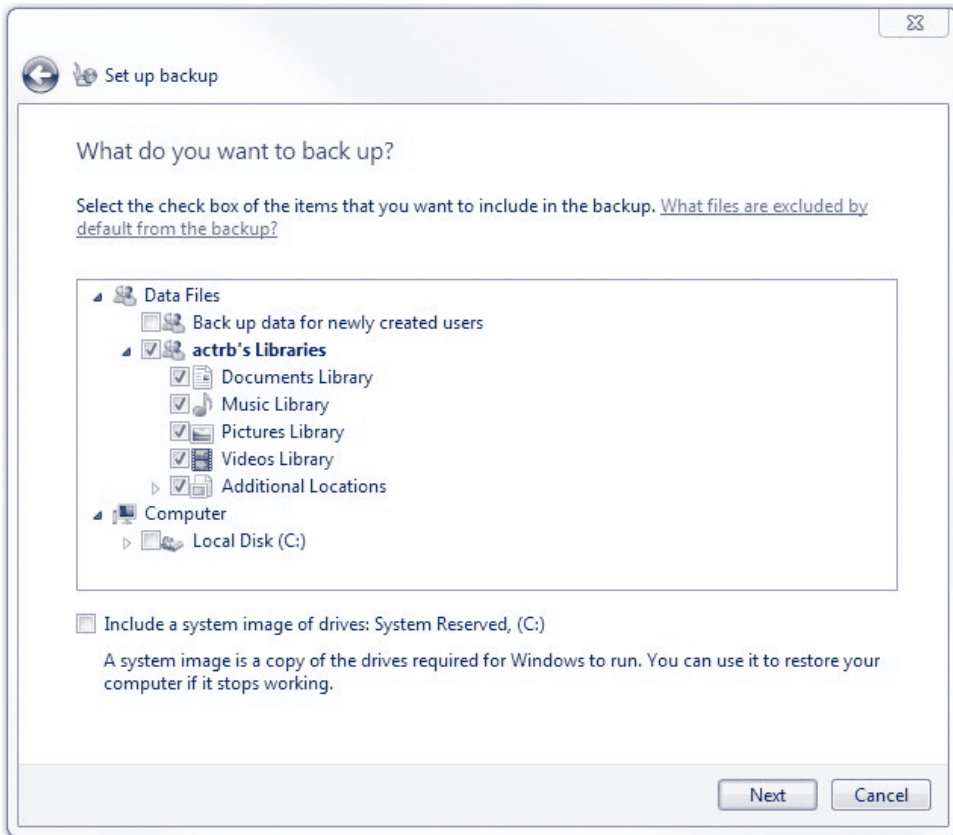 Set up backup
What do you want to back up?
Select the check box of the items that you want to include in the backup. What files are excluded by
default from the backup?
Data Files
Back up data for newly created users
actrb's Libraries
Documents Library
Music Library
Pictures Library
Videos Library
Additional Locations
Computer
Local Disk (C:)
Include a system image of drives: System Reserved, (C:)
A system image is a copy of the drives required for Windows to run. You can use it to restore your
computer if it stops working.
Next Cancel